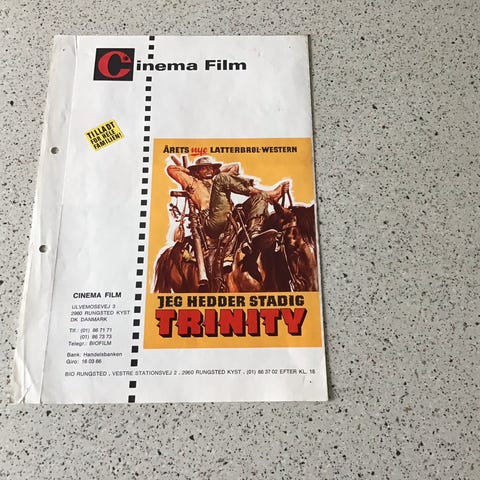 Cinema Film
TILLADT
FOR HELE
FAMILIEN!
ÅRETS nye LATTERBRØL-WESTERN
JEG HEDDER STADIG
TRINITY
CINEMA FILM
ULVEMOSEVEJ 3
2960 RUNGSTED KYST
DK DANMARK
Tlf.: (01) 86 71 71
(01) 86 73 73
Telegr.: BIOFILM
Bank: Handelsbanken
Giro: 16 03 66
BIO RUNGSTED . VESTRE STATIONSVEJ 2 . 2960 RUNGSTED KYST . (01) 86 37 02 EFTER KL. 18